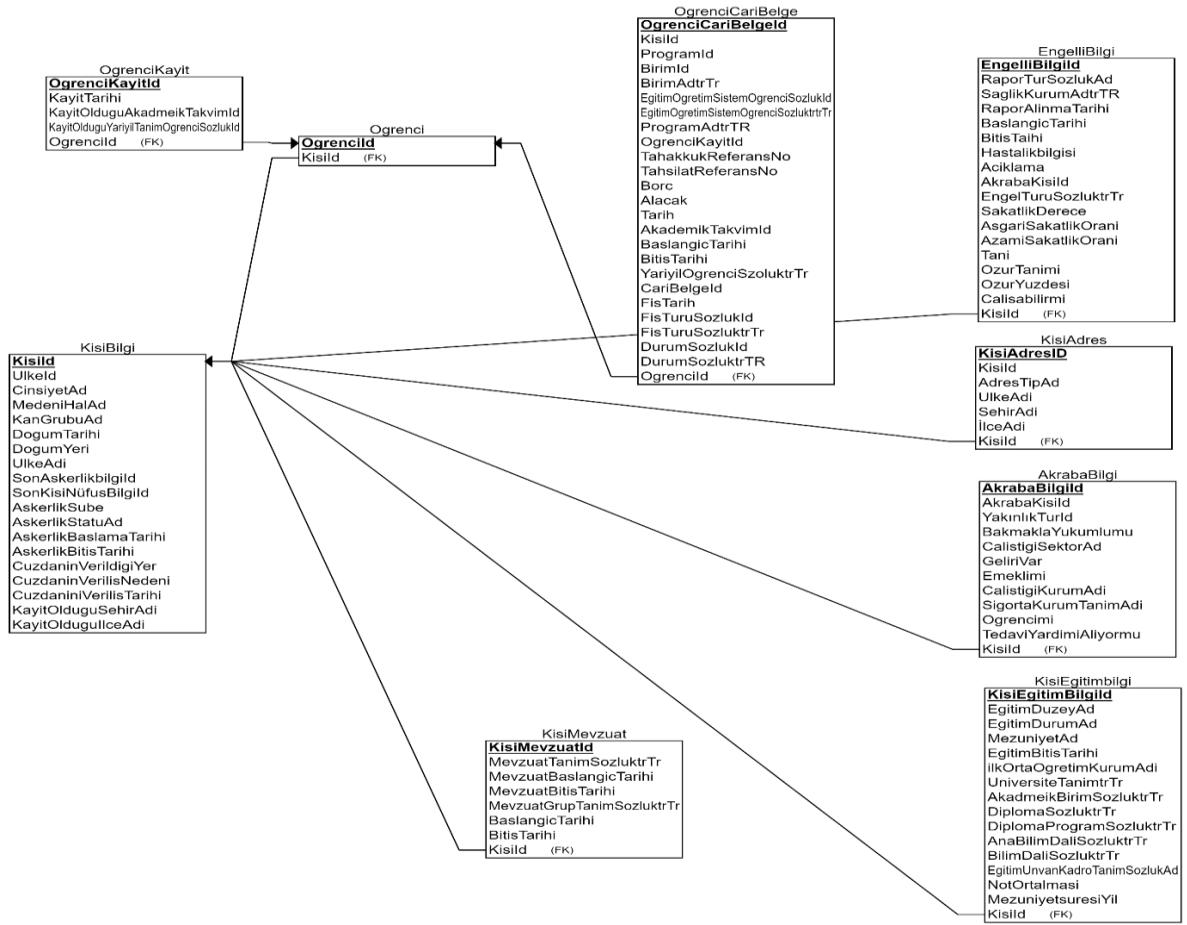 OgrenciKayit
OgrenciKayitId
KayitTarihi
KayitOlduguAkadmeikTakvimId
KayitOlduguYariyilTanimOgrenciSozlukId
OgrenciId (FK)
Ogrenci
OgrenciId
KisiId (FK)
OgrenciCariBelge
OgrenciCariBelgeId
KisiId
ProgramId
BirimId
BirimAdtrTr
EgitimOgretimSistemOgrenciSozlukId
EgitimOgretimSistemOgrenciSozluktrtrTr
ProgramAdtrTR
OgrenciKayitId
TahakkukReferansNo
TahsilatReferansNo
Borc
Alacak
Tarih
AkademikTakvimId
BaslangicTarihi
BitisTarihi
YariyilOgrenciSzoluktrTr
CariBelgeId
FisTarih
FisTuruSozlukId
FisTuruSozluktrTr
DurumSozlukId
DurumSozluktrTR
OgrenciId (FK)
EngelliBilgi
EngelliBilgiId
RaporTurSozlukAd
SaglikKurumAdtrTR
RaporAlinmaTarihi
BaslangicTarihi
BitisTaihi
Hastalikbilgisi
Aciklama
AkrabaKisiId
EngelTuruSozluktrTr
SakatlikDerece
AsgariSakatlikOrani
AzamiSakatlikOrani
Tani
OzurTanimi
OzurYuzdesi
Calisabilirmi
KisiId (FK)
KisiBilgi
KisiId
UlkeId
CinsiyetAd
MedeniHalAd
KanGrubuAd
DogumTarihi
DogumYeri
UlkeAdi
SonAskerlikbilgiId
SonKisiNüfusBilgiId
AskerlikSube
AskerlikStatuAd
AskerlikBaslamaTarihi
AskerlikBitisTarihi
CuzdaninVerildigiYer
CuzdaninVerilisNedeni
CuzdaniniVerilisTarihi
KayitOlduguSehirAdi
KayitOlduguIlceAdi
KisiAdres
KisiAdresID
KisiId
AdresTipAd
UlkeAdi
SehirAdi
İlceAdi
KisiId (FK)
AkrabaBilgi
AkrabaBilgiId
AkrabaKisiId
YakınlıkTurId
BakmaklaYukumlumu
CalistigiSektorAd
GeliriVar
Emeklimi
CalistigiKurumAdi
SigortaKurumTanimAdi
Ogrencimi
TedaviYardimiAliyormu
KisiId (FK)
KisiMevzuat
KisiMevzuatId
MevzuatTanimSozluktrTr
MevzuatBaslangicTarihi
MevzuatBitisTarihi
MevzuatGrupTanimSozluktrTr
BaslangicTarihi
BitisTarihi
KisiId (FK)
KisiEgitimbilgi
KisiEgitimBilgiId
EgitimDuzeyAd
EgitimDurumAd
MezuniyetAd
EgitimBitisTarihi
ilkOrtaOgretimKurumAdi
UniversiteTanimtrTr
AkadmeikBirimSozluktrTr
DiplomaSozluktrTr
DiplomaProgramSozluktrTr
AnaBilimDaliSozluktrTr
BilimDaliSozluktrTr
EgitimUnvanKadroTanimSozlukAd
NotOrtalmasi
MezuniyetsuresiYil
KisiId (FK)